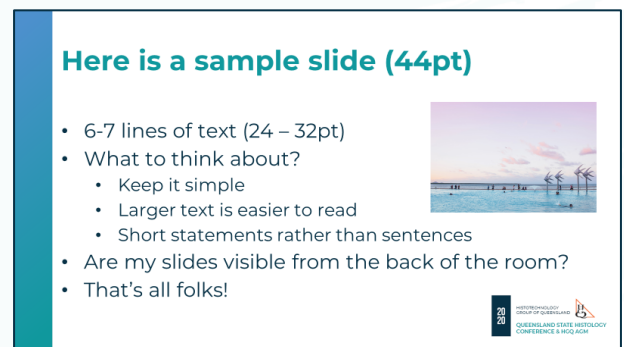 Here is a sample slide (44pt)
• 6-7 lines of text (24 – 32pt)
• What to think about?
• Keep it simple
• Larger text is easier to read
• Short statements rather than sentences
• Are my slides visible from the back of the room?
• That's all folks!
20
20
HISTOTECHNOLOGY
GROUP OF QUEENSLAND
QUEENSLAND STATE HISTOLOGY
CONFERENCE & HGQ AGM